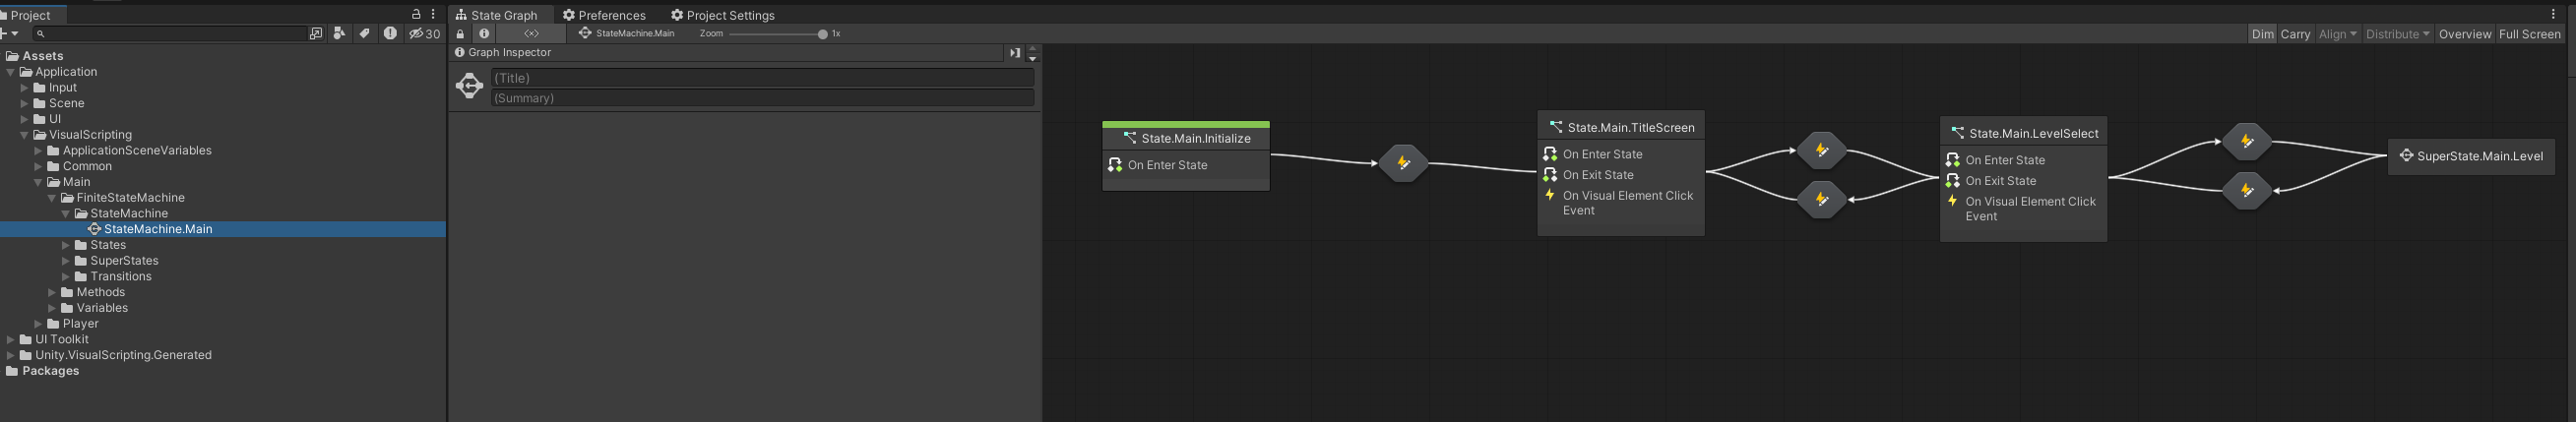 Project
30
Assets
Application
Input
Scene
UI
VisualScripting
ApplicationSceneVariables
Common
Main
FiniteStateMachine
StateMachine
StateMachine.Main
States
SuperStates
Transitions
Methods
Variables
Player
UI Toolkit
Unity.VisualScripting.Generated
Packages
State Graph
Preferences
Project Settings
StateMachine.Main
Zoom
1x
Dim
Carry
Align
Distribute
Overview
Full Screen
Graph Inspector
(Title)
(Summary)
State.Main.Initialize
On Enter State
State.Main.TitleScreen
On Enter State
On Exit State
On Visual Element Click
Event
State.Main.LevelSelect
On Enter State
On Exit State
On Visual Element Click
Event
SuperState.Main.Level